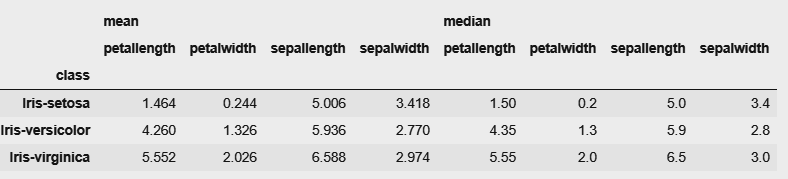 mean median
petallength petalwidth sepallength sepalwidth petallength petalwidth sepallength sepalwidth
class
Iris-setosa 1.464 0.244 5.006 3.418 1.50 0.2 5.0 3.4
Iris-versicolor 4.260 1.326 5.936 2.770 4.35 1.3 5.9 2.8
Iris-virginica 5.552 2.026 6.588 2.974 5.55 2.0 6.5 3.0